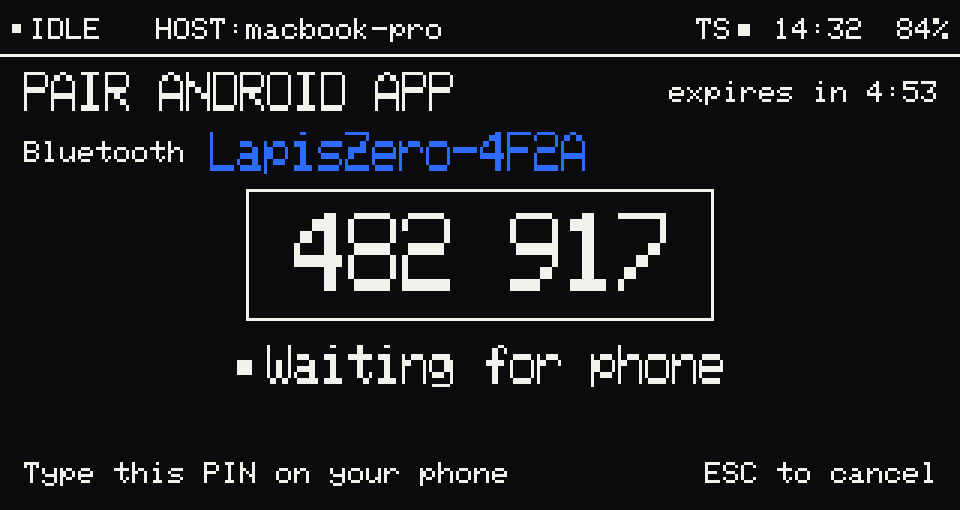 IDLE HOST:macbook-pro TS 14:32 84%
PAIR ANDROID APP expires in 4:53
Bluetooth LapisZero-4F2A
482 917
Waiting for phone
Type this PIN on your phone ESC to cancel